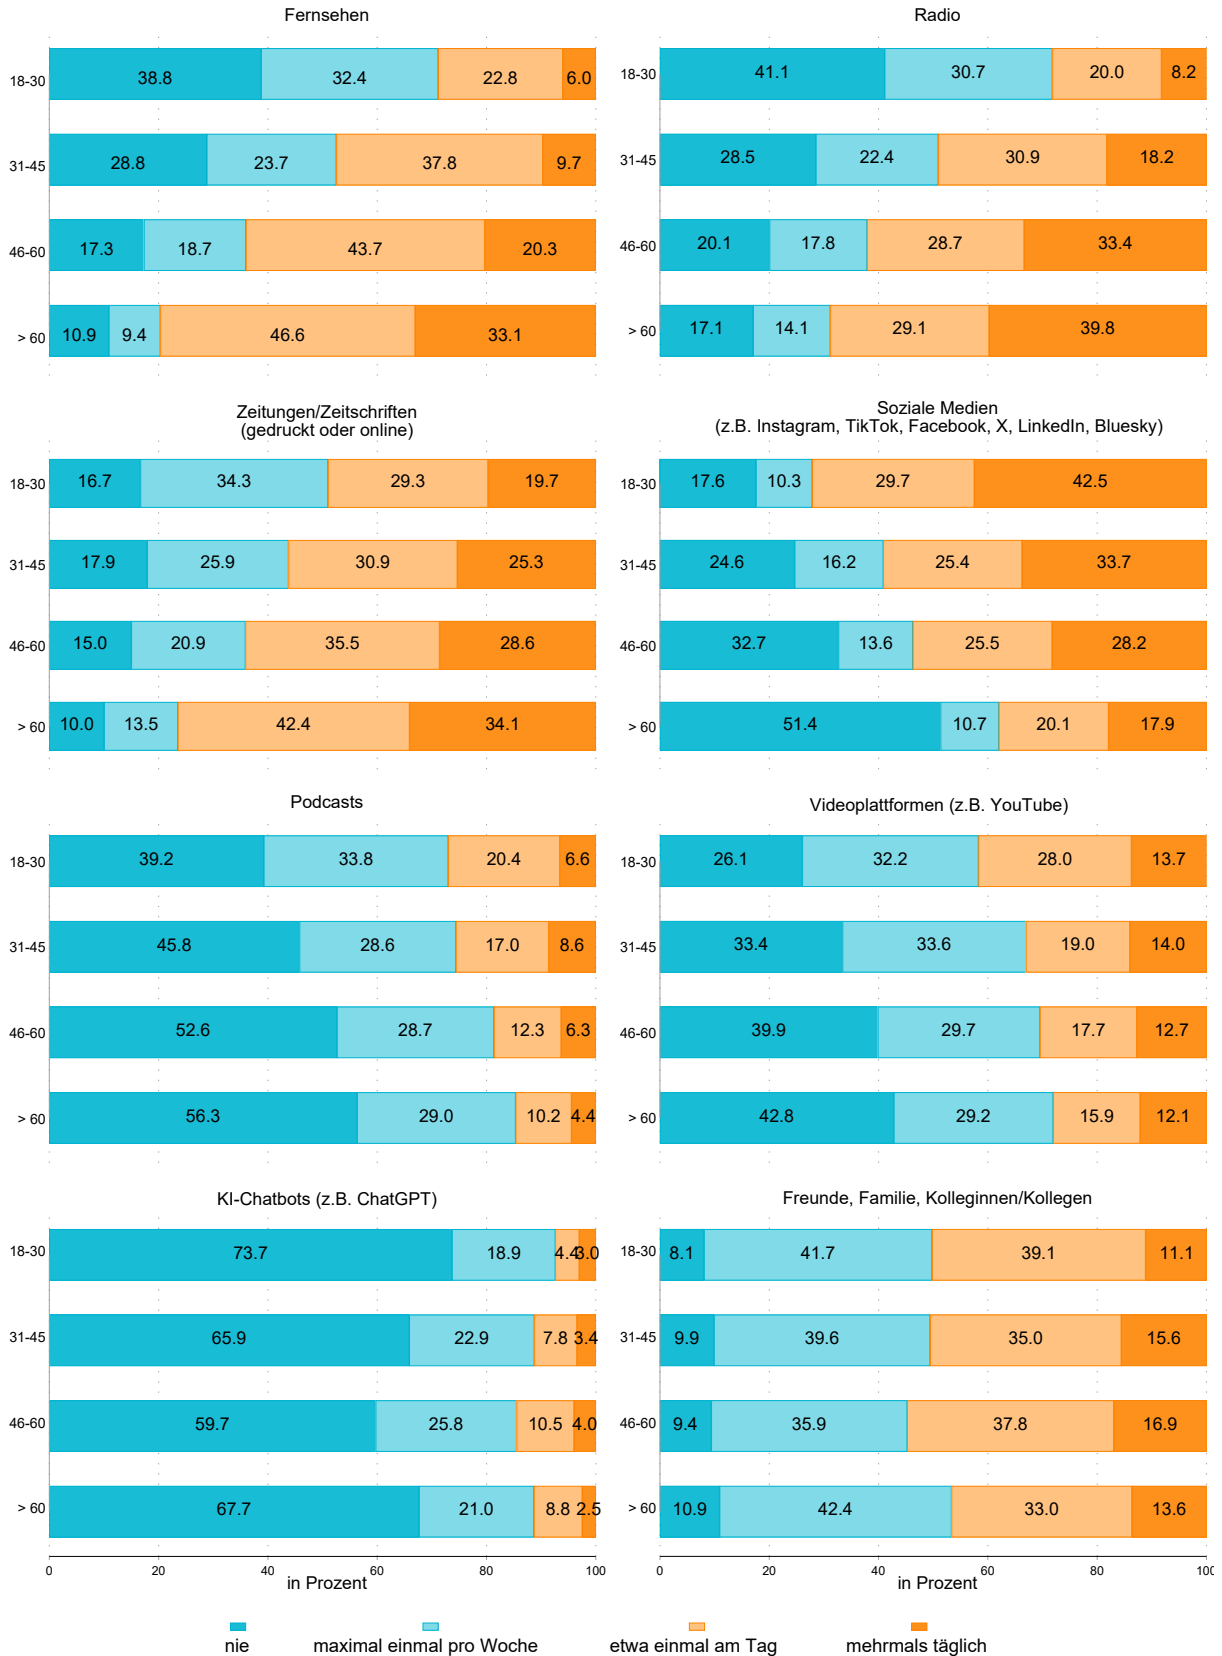 Fernsehen
18-30 38.8 32.4 22.8 6.0
31-45 28.8 23.7 37.8 9.7
46-60 17.3 18.7 43.7 20.3
> 60 10.9 9.4 46.6 33.1
Radio
18-30 41.1 30.7 20.0 8.2
31-45 28.5 22.4 30.9 18.2
46-60 20.1 17.8 28.7 33.4
> 60 17.1 14.1 29.1 39.8
Zeitungen/Zeitschriften
(gedruckt oder online)
18-30 16.7 34.3 29.3 19.7
31-45 17.9 25.9 30.9 25.3
46-60 15.0 20.9 35.5 28.6
> 60 10.0 13.5 42.4 34.1
Soziale Medien
(z.B. Instagram, TikTok, Facebook, X, LinkedIn, Bluesky)
18-30 17.6 10.3 29.7 42.5
31-45 24.6 16.2 25.4 33.7
46-60 32.7 13.6 25.5 28.2
> 60 51.4 10.7 20.1 17.9
Podcasts
18-30 39.2 33.8 20.4 6.6
31-45 45.8 28.6 17.0 8.6
46-60 52.6 28.7 12.3 6.3
> 60 56.3 29.0 10.2 4.4
Videoplattformen (z.B. YouTube)
18-30 26.1 32.2 28.0 13.7
31-45 33.4 33.6 19.0 14.0
46-60 39.9 29.7 17.7 12.7
> 60 42.8 29.2 15.9 12.1
KI-Chatbots (z.B. ChatGPT)
18-30 73.7 18.9 4.4 3.0
31-45 65.9 22.9 7.8 3.4
46-60 59.7 25.8 10.5 4.0
> 60 67.7 21.0 8.8 2.5
0 20 40 60 80 100
in Prozent
Freunde, Familie, Kolleginnen/Kollegen
18-30 8.1 41.7 39.1 11.1
31-45 9.9 39.6 35.0 15.6
46-60 9.4 35.9 37.8 16.9
> 60 10.9 42.4 33.0 13.6
0 20 40 60 80 100
in Prozent
nie maximal einmal pro Woche etwa einmal am Tag mehrmals täglich